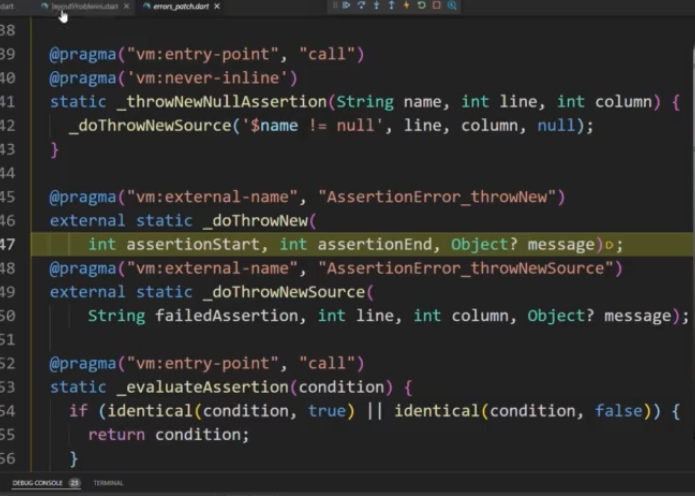 .dart layoutProblems.dart × errors_patch.dart ×
38
39 @pragma("vm:entry-point", "call")
40 @pragma('vm:never-inline')
41 static _throwNewNullAssertion(String name, int line, int column) {
42 _doThrowNewSource('$name != null', line, column, null);
43 }
44
45 @pragma("vm:external-name", "AssertionError_throwNew")
46 external static _doThrowNew(
47 int assertionStart, int assertionEnd, Object? message);
48 @pragma("vm:external-name", "AssertionError_throwNewSource")
49 external static _doThrowNewSource(
50 String failedAssertion, int line, int column, Object? message);
51
52 @pragma("vm:entry-point", "call")
53 static _evaluateAssertion(condition) {
54 if (identical(condition, true) || identical(condition, false)) {
55 return condition;
56 }
DEBUG CONSOLE 23 TERMINAL